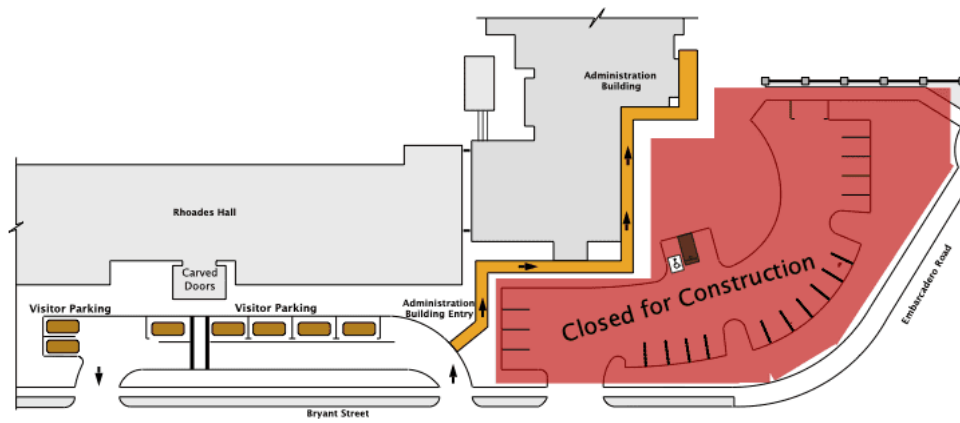 Administration
Building
Rhoades Hall
Carved
Doors
Visitor Parking
Visitor Parking
Administration
Building Entry
Closed for Construction
Embarcadero Road
Bryant Street